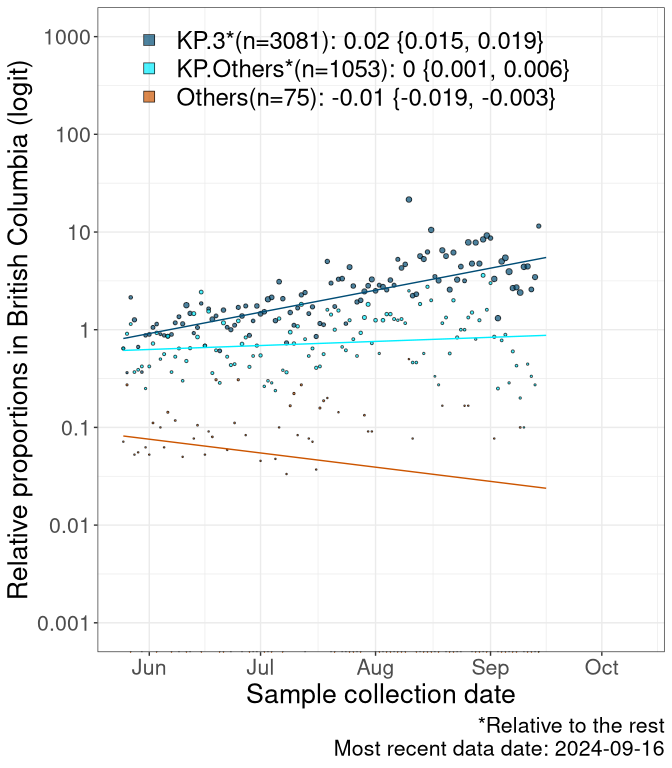 KP.3*(n=3081): 0.02 {0.015, 0.019}
KP.Others*(n=1053): 0 {0.001, 0.006}
Others(n=75): -0.01 {-0.019, -0.003}
Relative proportions in British Columbia (logit)
1000
100
10
1
0.1
0.01
0.001
Jun Jul Aug Sep Oct
Sample collection date
*Relative to the rest
Most recent data date: 2024-09-16